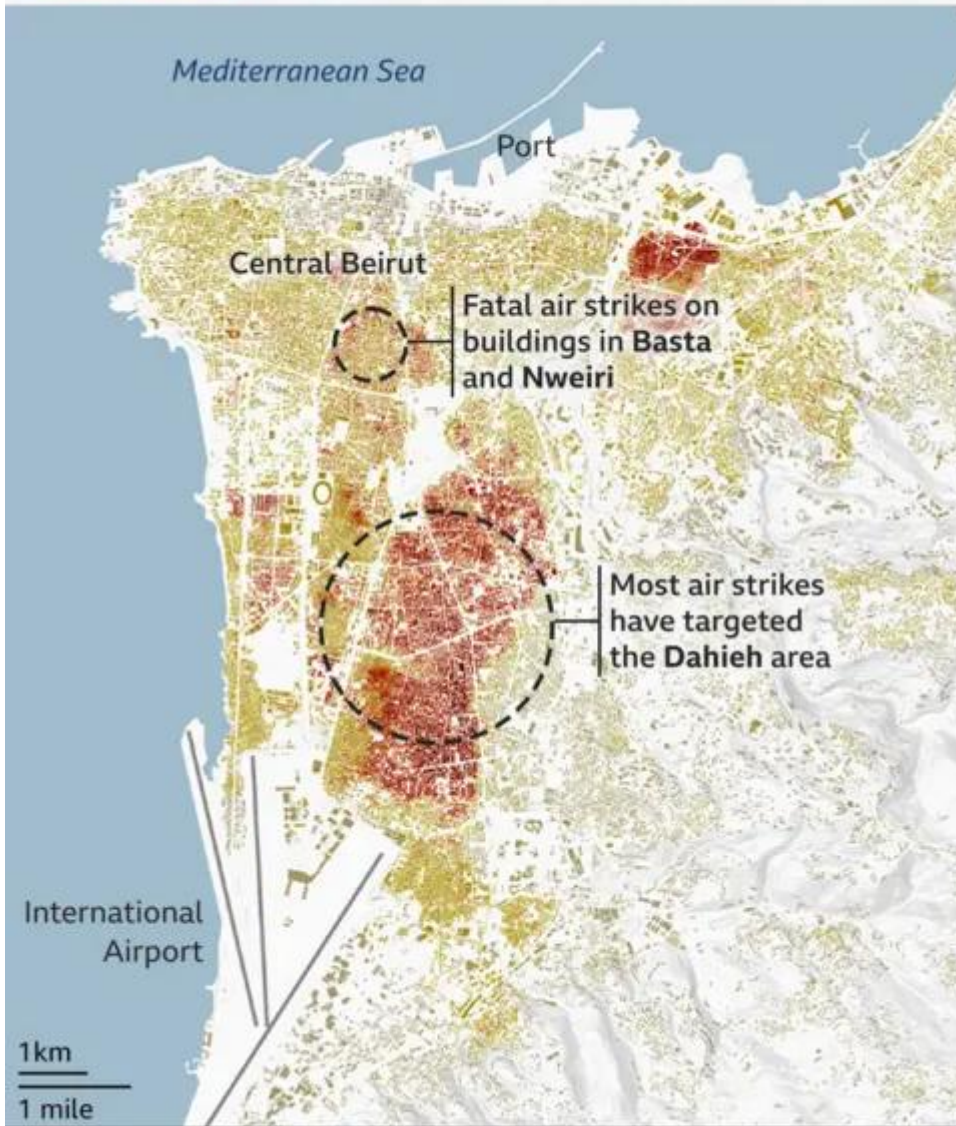 Mediterranean Sea
Port
Central Beirut
Fatal air strikes on
buildings in Basta
and Nweiri
Most air strikes
have targeted
the Dahieh area
International
Airport
1km
1 mile